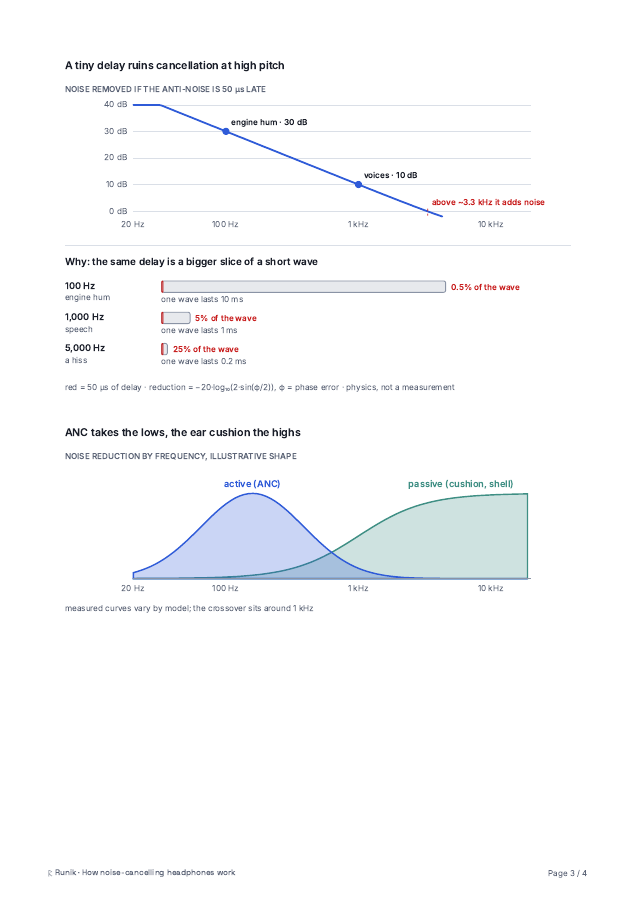 A tiny delay ruins cancellation at high pitch
NOISE REMOVED IF THE ANTI-NOISE IS 50 µs LATE
40 dB
30 dB
20 dB
10 dB
0 dB
engine hum · 30 dB
voices · 10 dB
above ~3.3 kHz it adds noise
20 Hz
100 Hz
1 kHz
10 kHz
Why: the same delay is a bigger slice of a short wave
100 Hz
engine hum
0.5% of the wave
one wave lasts 10 ms
1,000 Hz
speech
5% of the wave
one wave lasts 1 ms
5,000 Hz
a hiss
25% of the wave
one wave lasts 0.2 ms
red = 50 µs of delay · reduction = −20·log₁₀(2·sin(ϕ/2)), ϕ = phase error · physics, not a measurement
ANC takes the lows, the ear cushion the highs
NOISE REDUCTION BY FREQUENCY, ILLUSTRATIVE SHAPE
active (ANC)
passive (cushion, shell)
20 Hz
100 Hz
1 kHz
10 kHz
measured curves vary by model; the crossover sits around 1 kHz
Runik · How noise-cancelling headphones work
Page 3 / 4